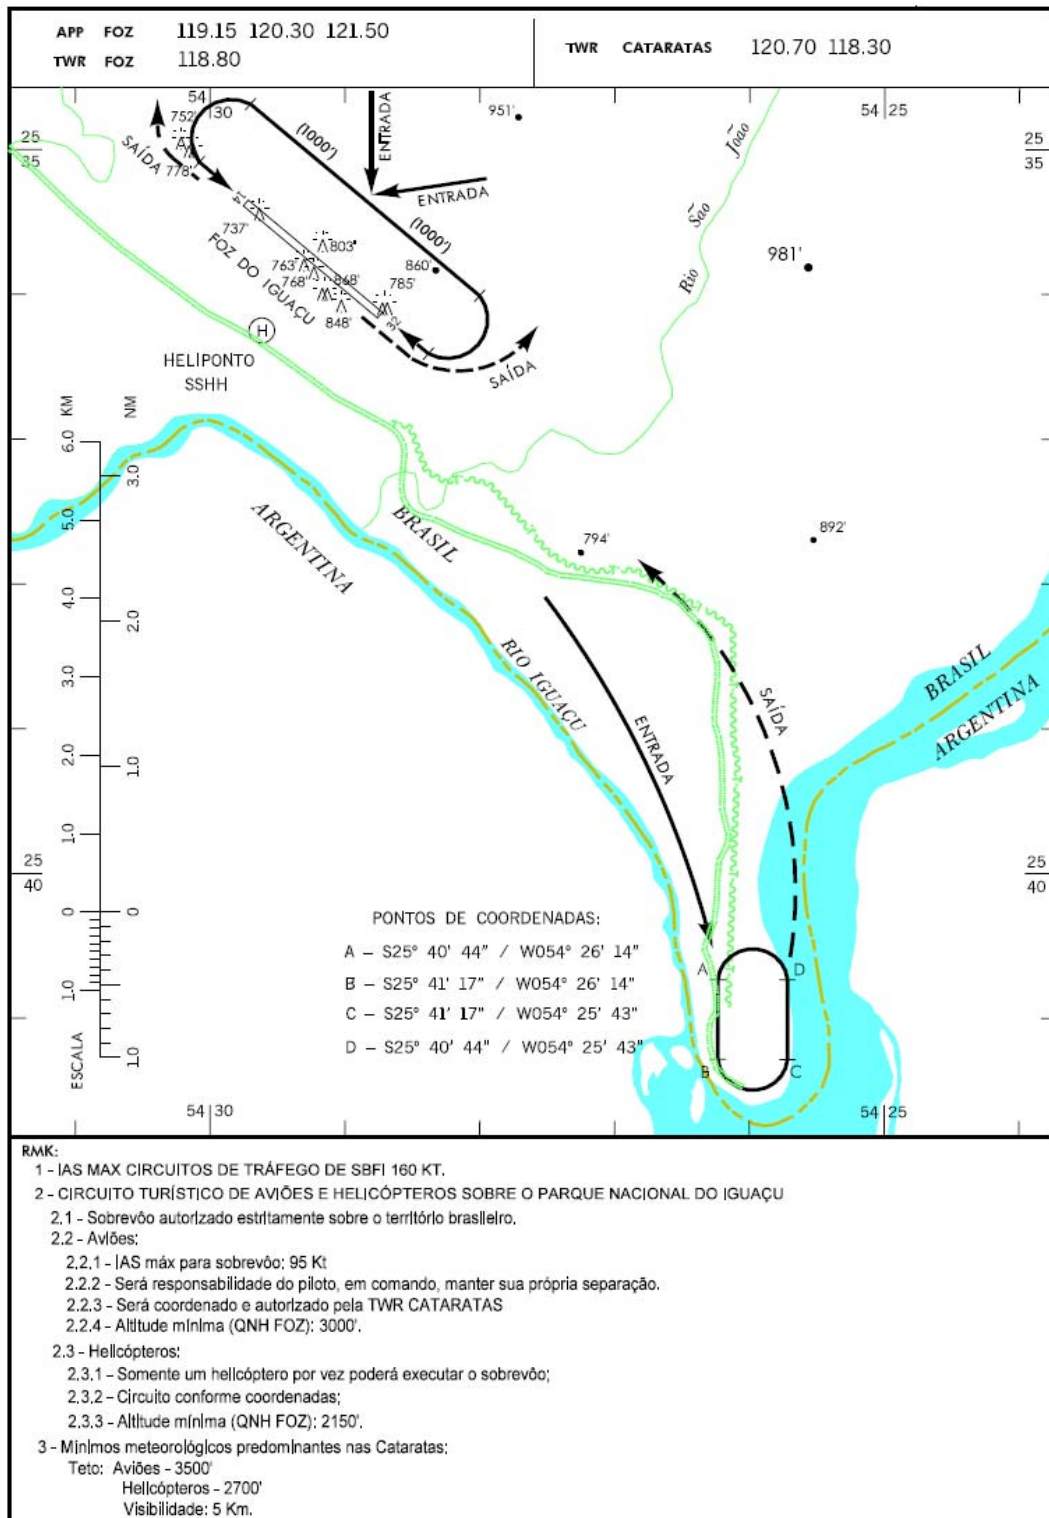 APP FOZ 119.15 120.30 121.50
TWR FOZ 118.80
TWR CATARATAS 120.70 118.30
54 30
54 25
25
35
25
35
752'
778'
SAÍDA
(1000')
ENTRADA
ENTRADA
(1000')
951'
João
São
Rio
981'
14
737'
803'
763'
768'
868'
860'
785'
848'
32
FOZ DO IGUAÇU
SAÍDA
H
HELIPONTO
SSHH
KM
NM
6.0
5.0
4.0
3.0
2.0
1.0
0
1.0
3.0
2.0
1.0
0
1.0
ESCALA
ARGENTINA
BRASIL
RIO IGUAÇU
794'
892'
ENTRADA
SAÍDA
BRASIL
ARGENTINA
25
40
25
40
PONTOS DE COORDENADAS:
A – S25° 40' 44" / W054° 26' 14"
B – S25° 41' 17" / W054° 26' 14"
C – S25° 41' 17" / W054° 25' 43"
D – S25° 40' 44" / W054° 25' 43"
A
D
B
C
54 30
54 25
RMK:
1 - IAS MAX CIRCUITOS DE TRÁFEGO DE SBFI 160 KT.
2 - CIRCUITO TURÍSTICO DE AVIÕES E HELICÓPTEROS SOBRE O PARQUE NACIONAL DO IGUAÇU
2.1 - Sobrevôo autorizado estritamente sobre o território brasileiro.
2.2 - Aviões:
2.2.1 - IAS máx para sobrevôo: 95 Kt
2.2.2 - Será responsabilidade do piloto, em comando, manter sua própria separação.
2.2.3 - Será coordenado e autorizado pela TWR CATARATAS
2.2.4 - Altitude mínima (QNH FOZ): 3000'.
2.3 - Helicópteros:
2.3.1 - Somente um helicóptero por vez poderá executar o sobrevôo;
2.3.2 - Circuito conforme coordenadas;
2.3.3 - Altitude mínima (QNH FOZ): 2150'.
3 - Mínimos meteorológicos predominantes nas Cataratas:
Teto: Aviões - 3500'
Helicópteros - 2700'
Visibilidade: 5 Km.